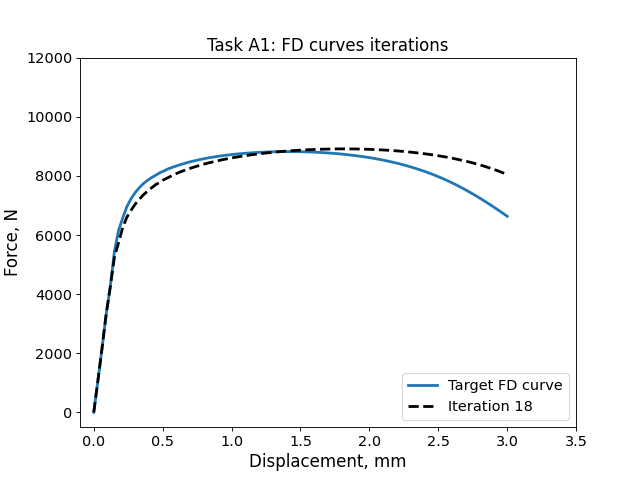 Task A1: FD curves iterations
12000
10000
8000
6000
4000
2000
0
Force, N
Target FD curve
Iteration 18
0.0 0.5 1.0 1.5 2.0 2.5 3.0 3.5
Displacement, mm